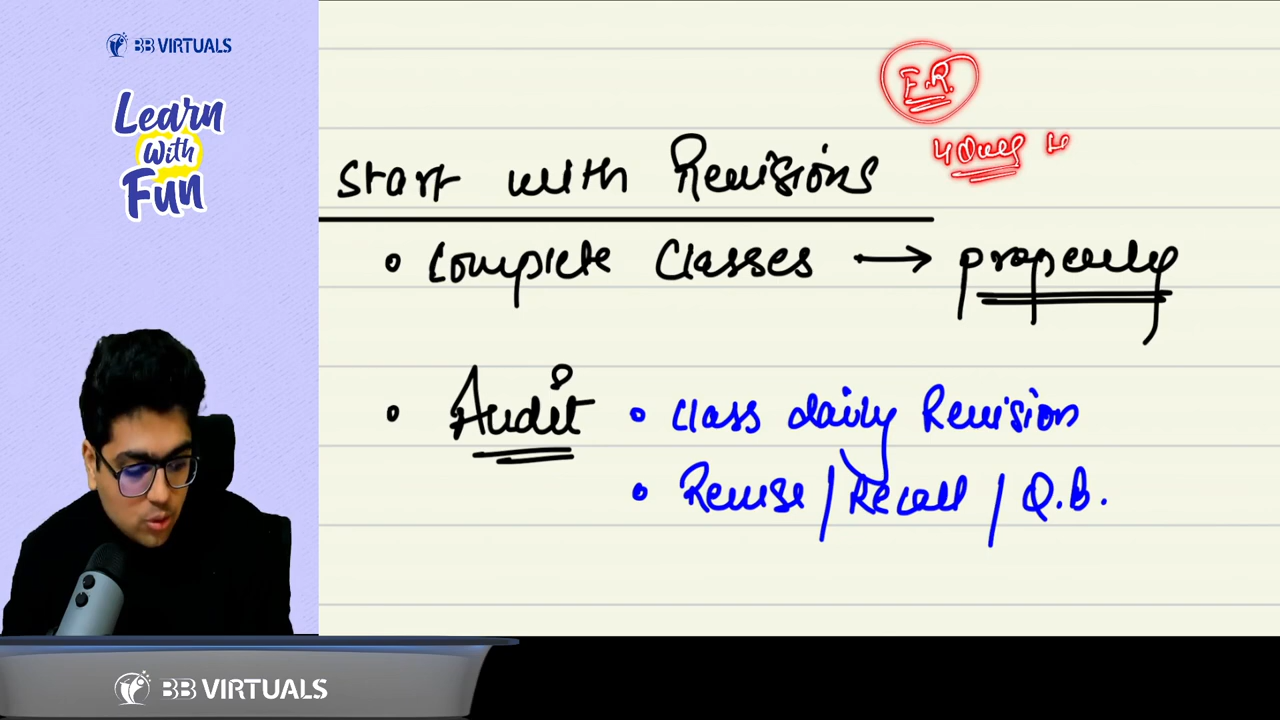 BB VIRTUALS
Learn
With
Fun
F.R.
Start with Revisions
• Complete Classes → properly
• Audit • Class daily Revision
• Revise / Recall / Q.B.
BB VIRTUALS